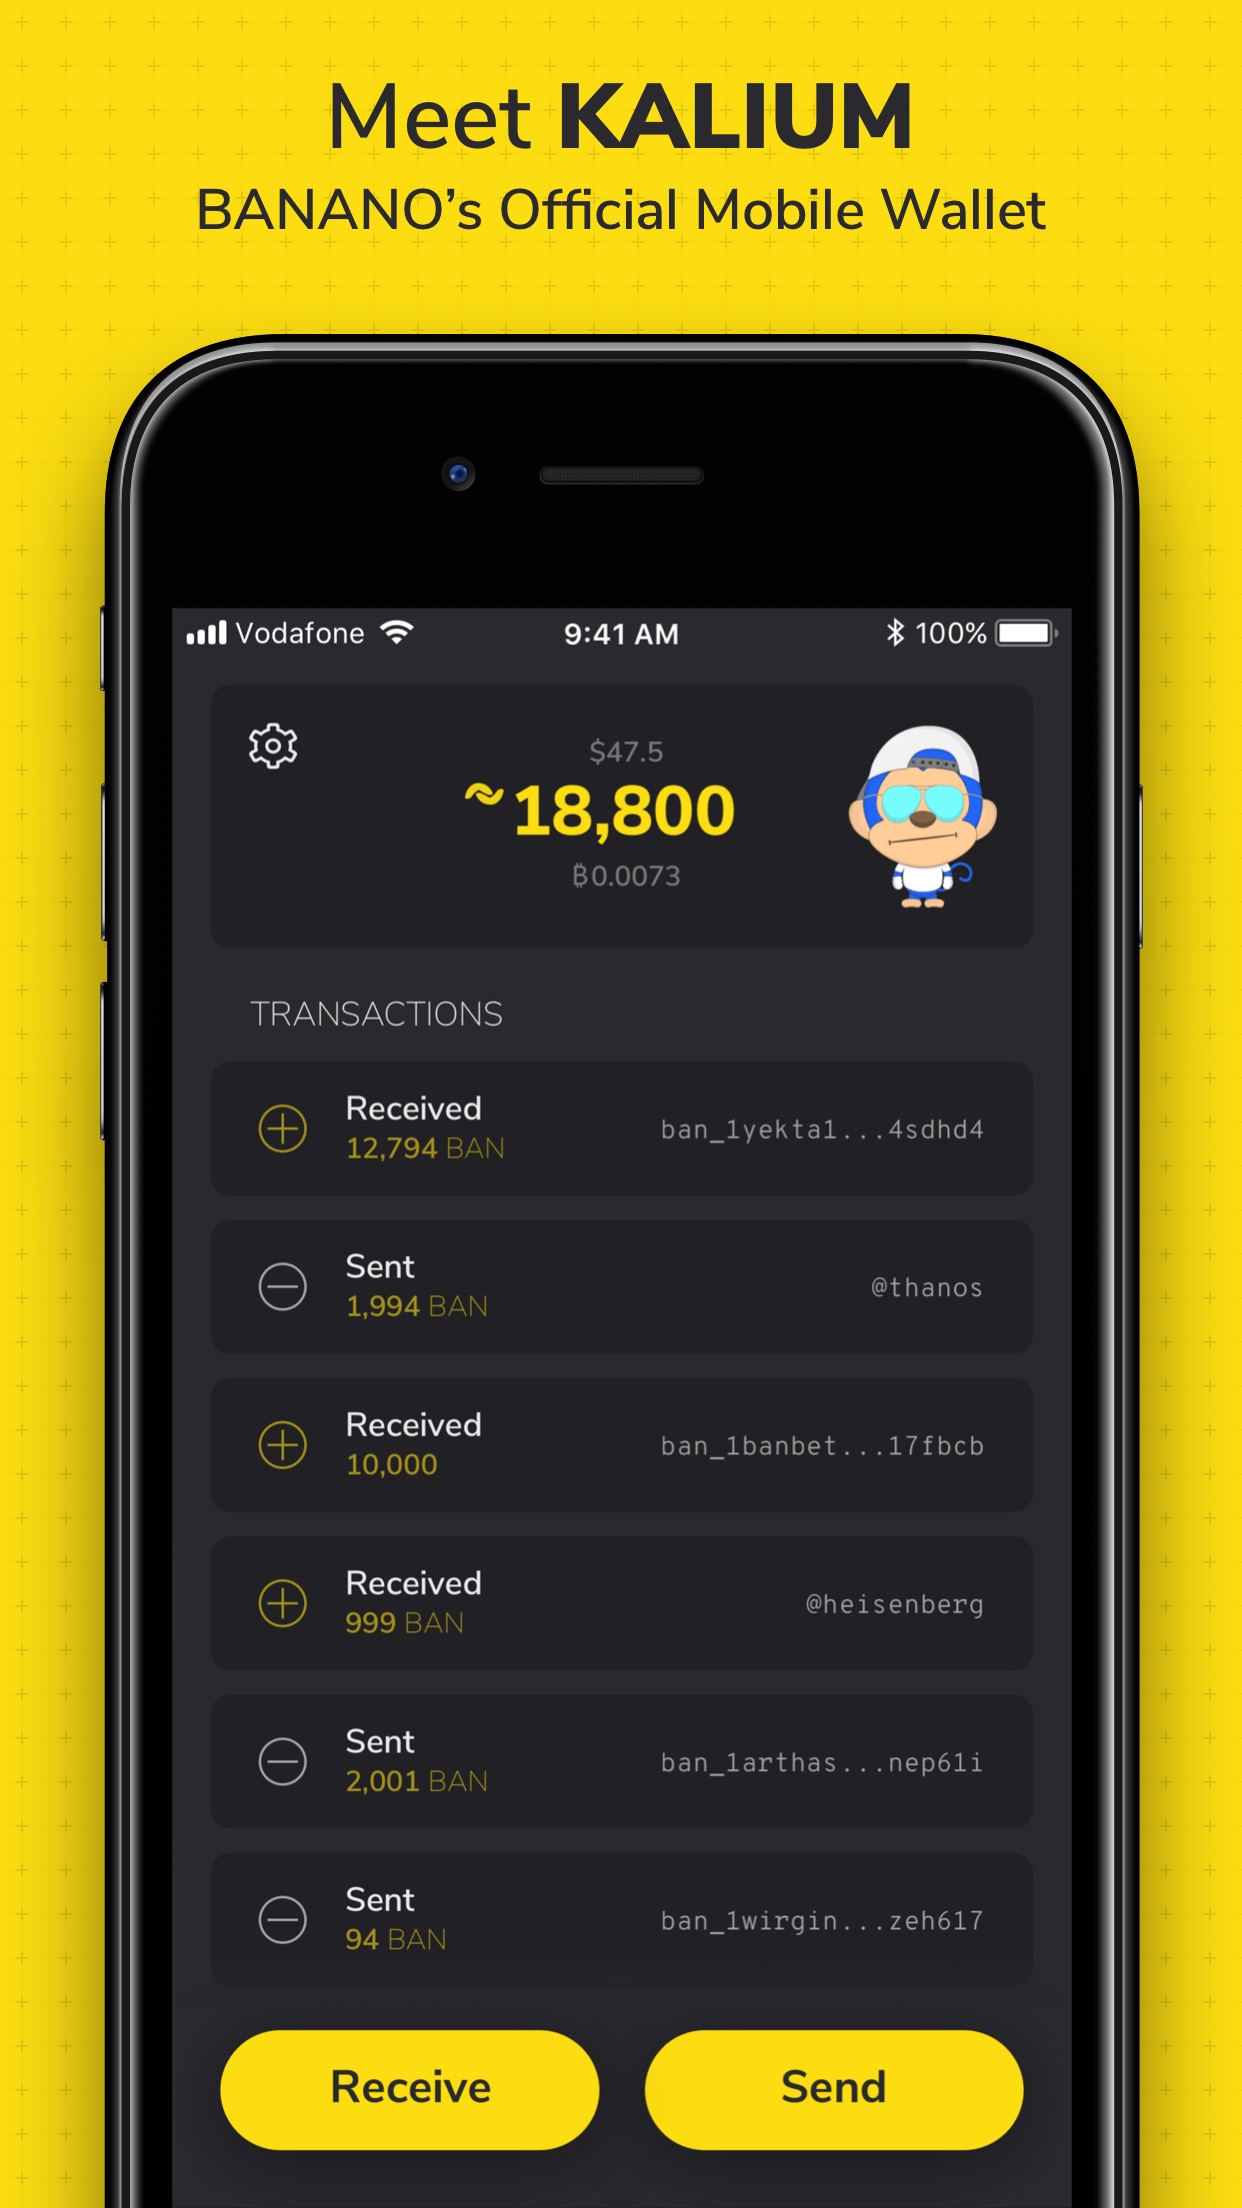 Meet KALIUM
BANANO’s Official Mobile Wallet
Vodafone 9:41 AM 100%
$47.5
18,800
₿0.0073
TRANSACTIONS
Received
12,794 BAN
ban_1yekta1...4sdhd4
Sent
1,994 BAN
@thanos
Received
10,000
ban_1banbet...17fbcb
Received
999 BAN
@heisenberg
Sent
2,001 BAN
ban_1arthas...nep61i
Sent
94 BAN
ban_1wirgin...zeh617
Receive
Send